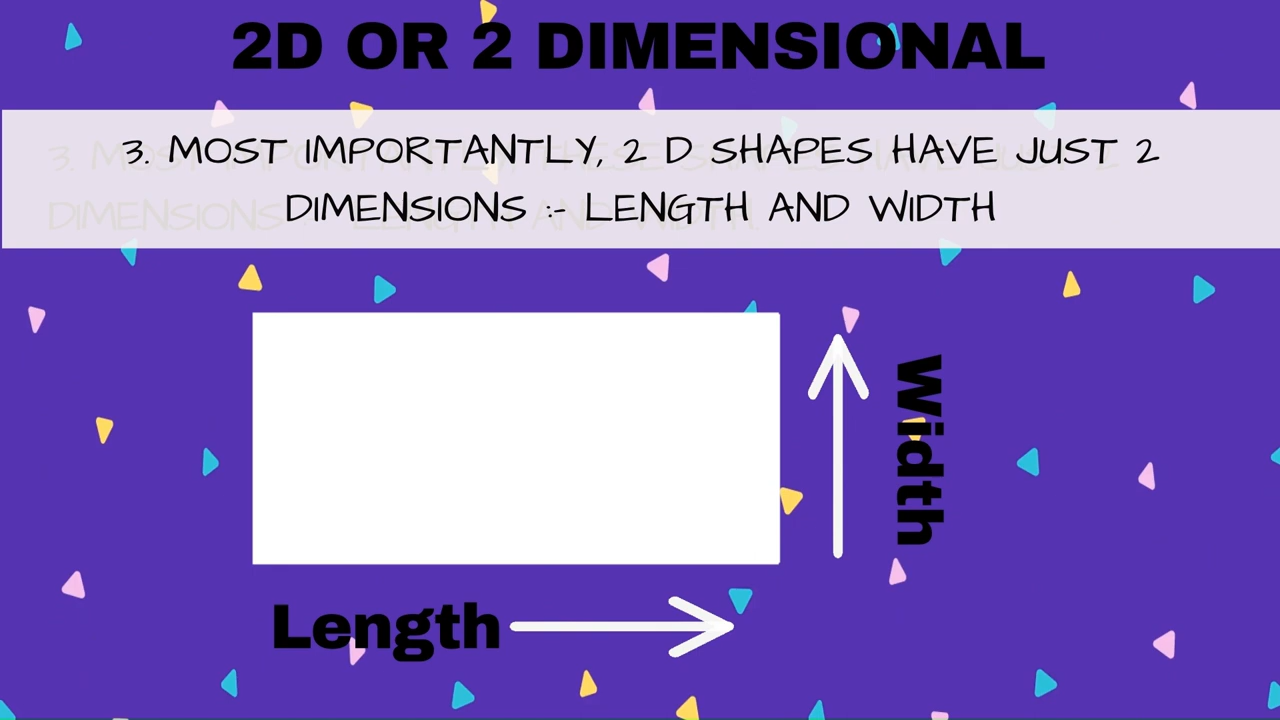 2D OR 2 DIMENSIONAL
3. MOST IMPORTANTLY, 2 D SHAPES HAVE JUST 2
DIMENSIONS :- LENGTH AND WIDTH
Width
Length